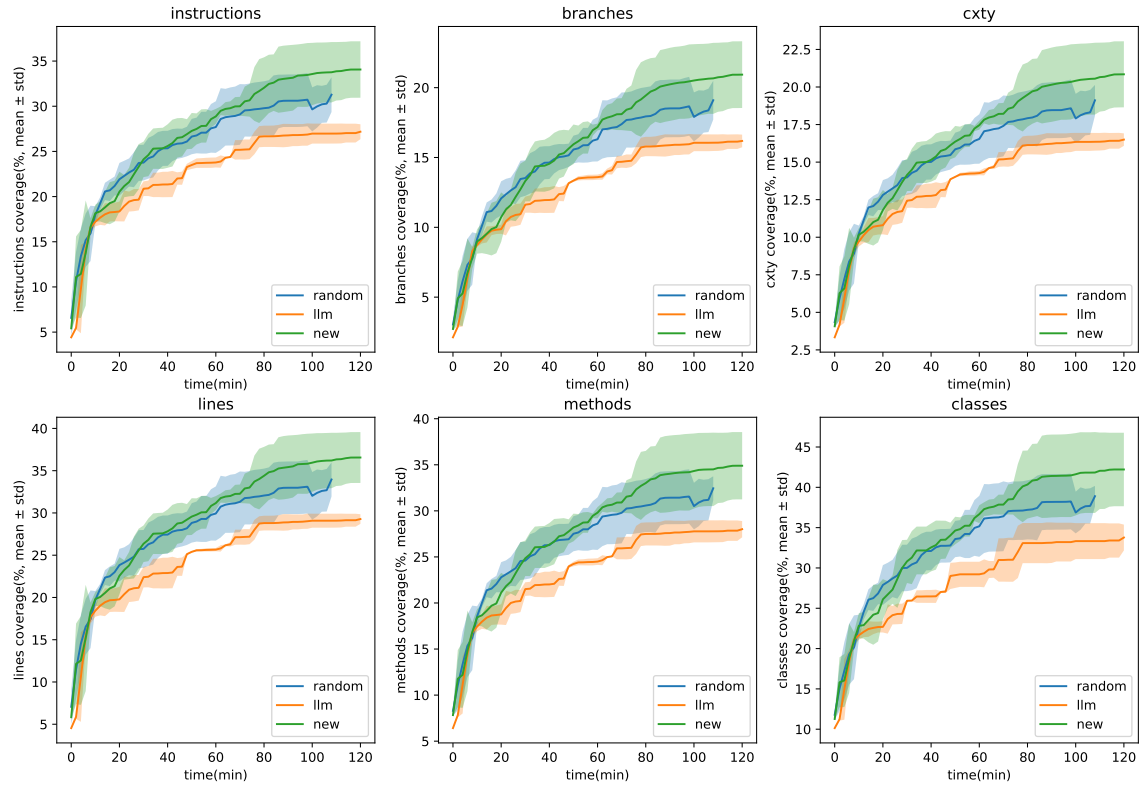 instructions
instructions coverage(%, mean ± std)
35
30
25
20
15
10
5
0 20 40 60 80 100 120
time(min)
random
llm
new
branches
branches coverage(%, mean ± std)
20
15
10
5
0 20 40 60 80 100 120
time(min)
random
llm
new
cxty
cxty coverage(%, mean ± std)
22.5
20.0
17.5
15.0
12.5
10.0
7.5
5.0
2.5
0 20 40 60 80 100 120
time(min)
random
llm
new
lines
lines coverage(%, mean ± std)
40
35
30
25
20
15
10
5
0 20 40 60 80 100 120
time(min)
random
llm
new
methods
methods coverage(%, mean ± std)
40
35
30
25
20
15
10
5
0 20 40 60 80 100 120
time(min)
random
llm
new
classes
classes coverage(%, mean ± std)
45
40
35
30
25
20
15
10
0 20 40 60 80 100 120
time(min)
random
llm
new